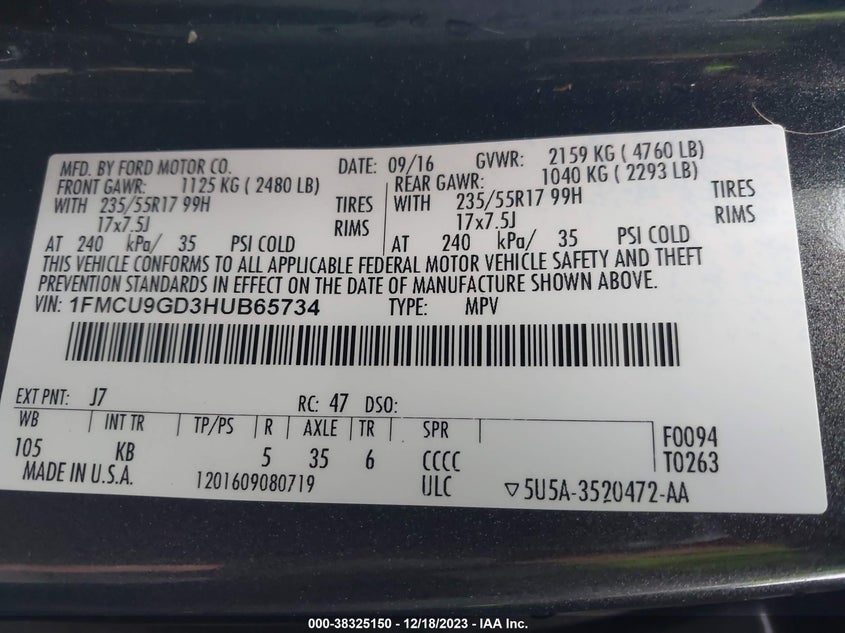 MFD. BY FORD MOTOR CO. DATE: 09/16 GVWR: 2159 KG ( 4760 LB)
FRONT GAWR: 1125 KG ( 2480 LB) REAR GAWR: 1040 KG ( 2293 LB)
WITH 235/55R17 99H TIRES WITH 235/55R17 99H TIRES
17x7.5J RIMS 17x7.5J RIMS
AT 240 kPa/ 35 PSI COLD AT 240 kPa/ 35 PSI COLD
THIS VEHICLE CONFORMS TO ALL APPLICABLE FEDERAL MOTOR VEHICLE SAFETY AND THEFT
PREVENTION STANDARDS IN EFFECT ON THE DATE OF MANUFACTURE SHOWN ABOVE.
VIN: 1FMCU9GD3HUB65734 TYPE: MPV
EXT PNT: J7 RC: 47 DSO:
WB INT TR TP/PS R AXLE TR SPR F0094
105 KB 5 35 6 CCCC T0263
MADE IN U.S.A. 1201609080719 ULC ▽5U5A-3520472-AA
000-38325150 - 12/18/2023 - IAA Inc.